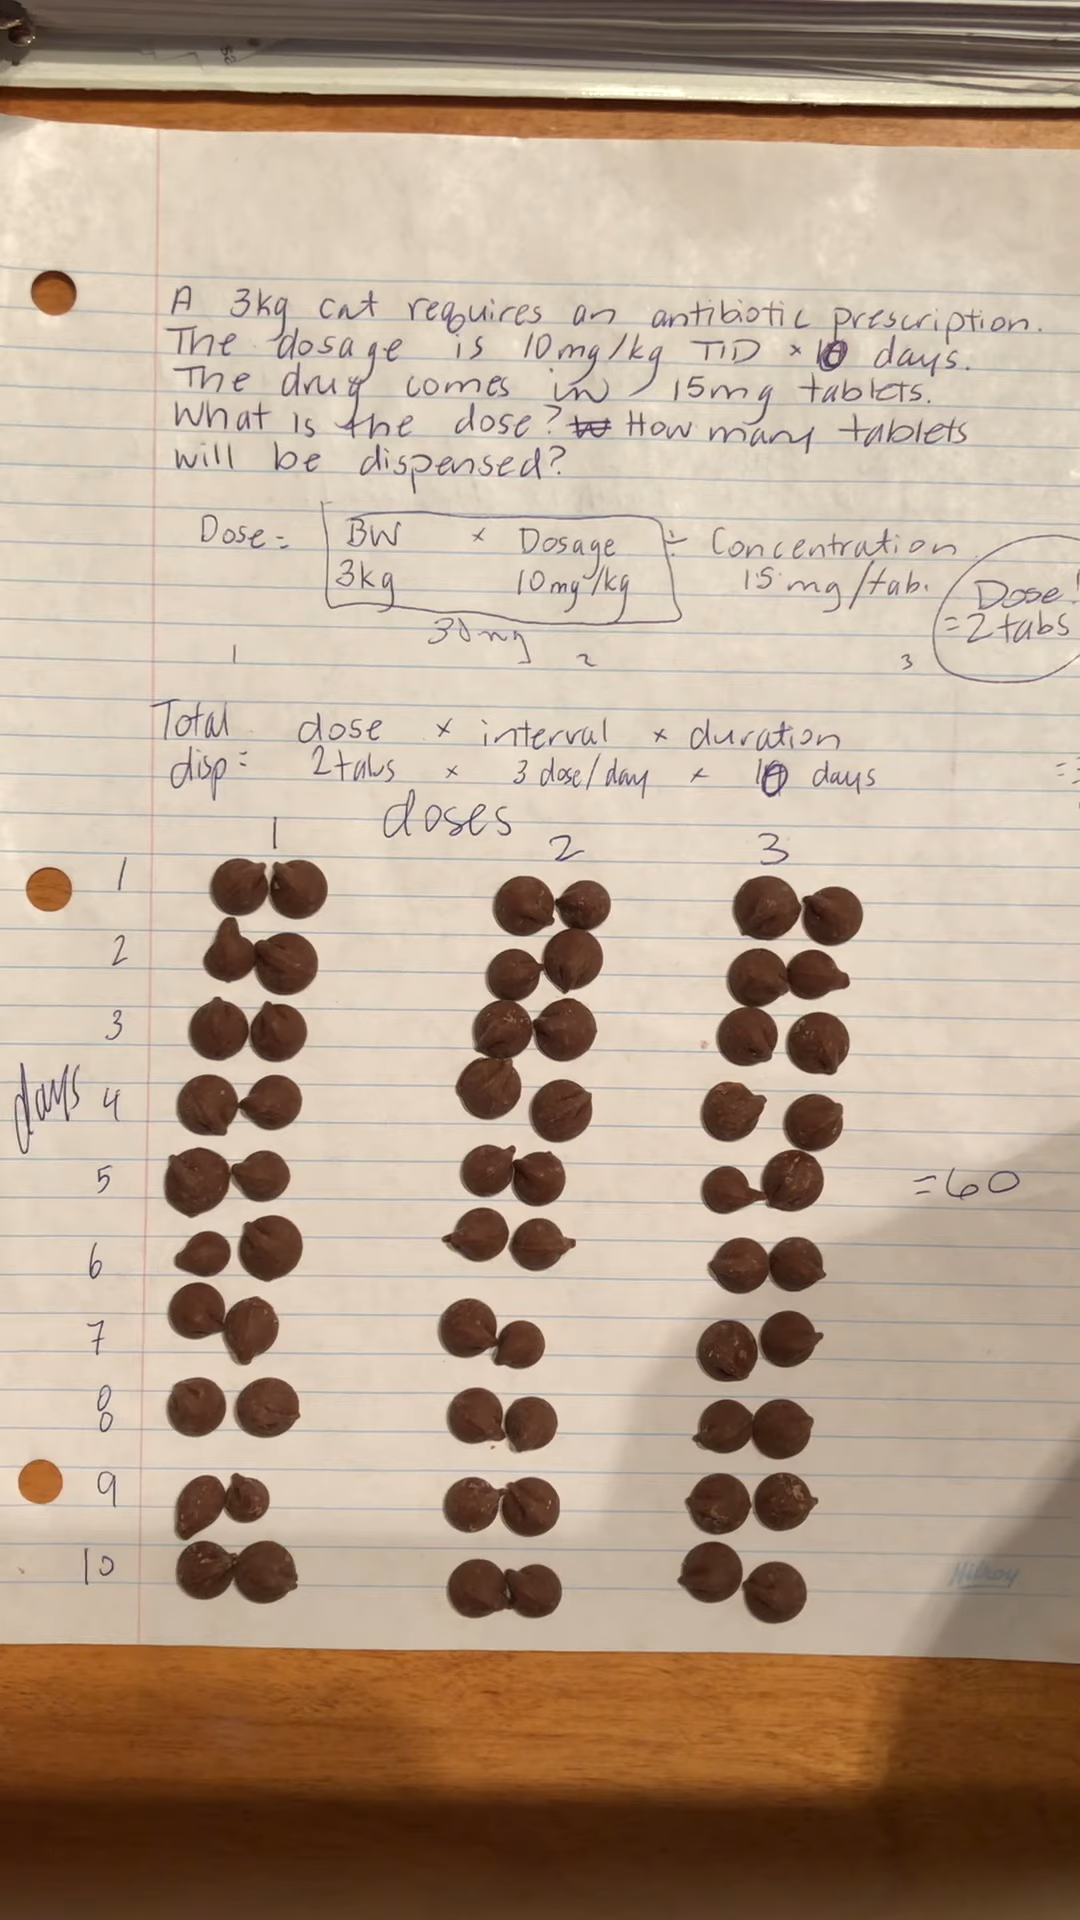 A 3kg cat requires an antibiotic prescription.
The dosage is 10mg/kg TID × 10 days.
The drug comes in 15mg tablets.
What is the dose? How many tablets
will be dispensed?
Dose = BW × Dosage ÷ Concentration
3kg 10mg/kg 15mg/tab.
30mg
Dose!
= 2 tabs
1 2 3
Total dose × interval × duration
disp = 2 tabs × 3 dose/day × 10 days =
doses
1 2 3
1
2
3
days 4
5 = 60
6
7
8
9
10
Hilroy